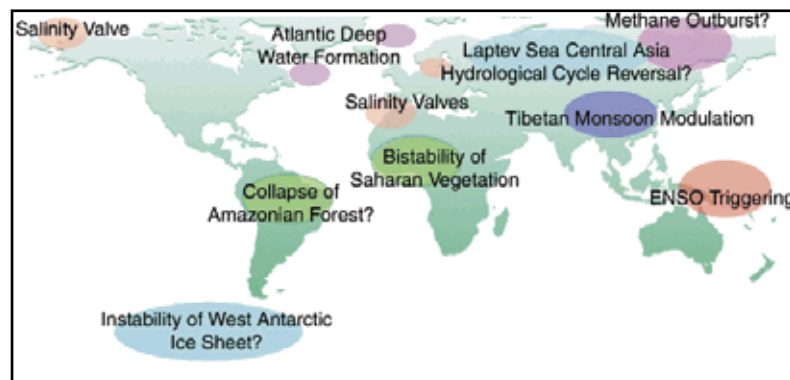 Salinity Valve
Atlantic Deep
Water Formation
Methane Outburst?
Laptev Sea Central Asia
Hydrological Cycle Reversal?
Salinity Valves
Tibetan Monsoon Modulation
Bistability of
Saharan Vegetation
Collapse of
Amazonian Forest?
ENSO Triggering
Instability of West Antarctic
Ice Sheet?